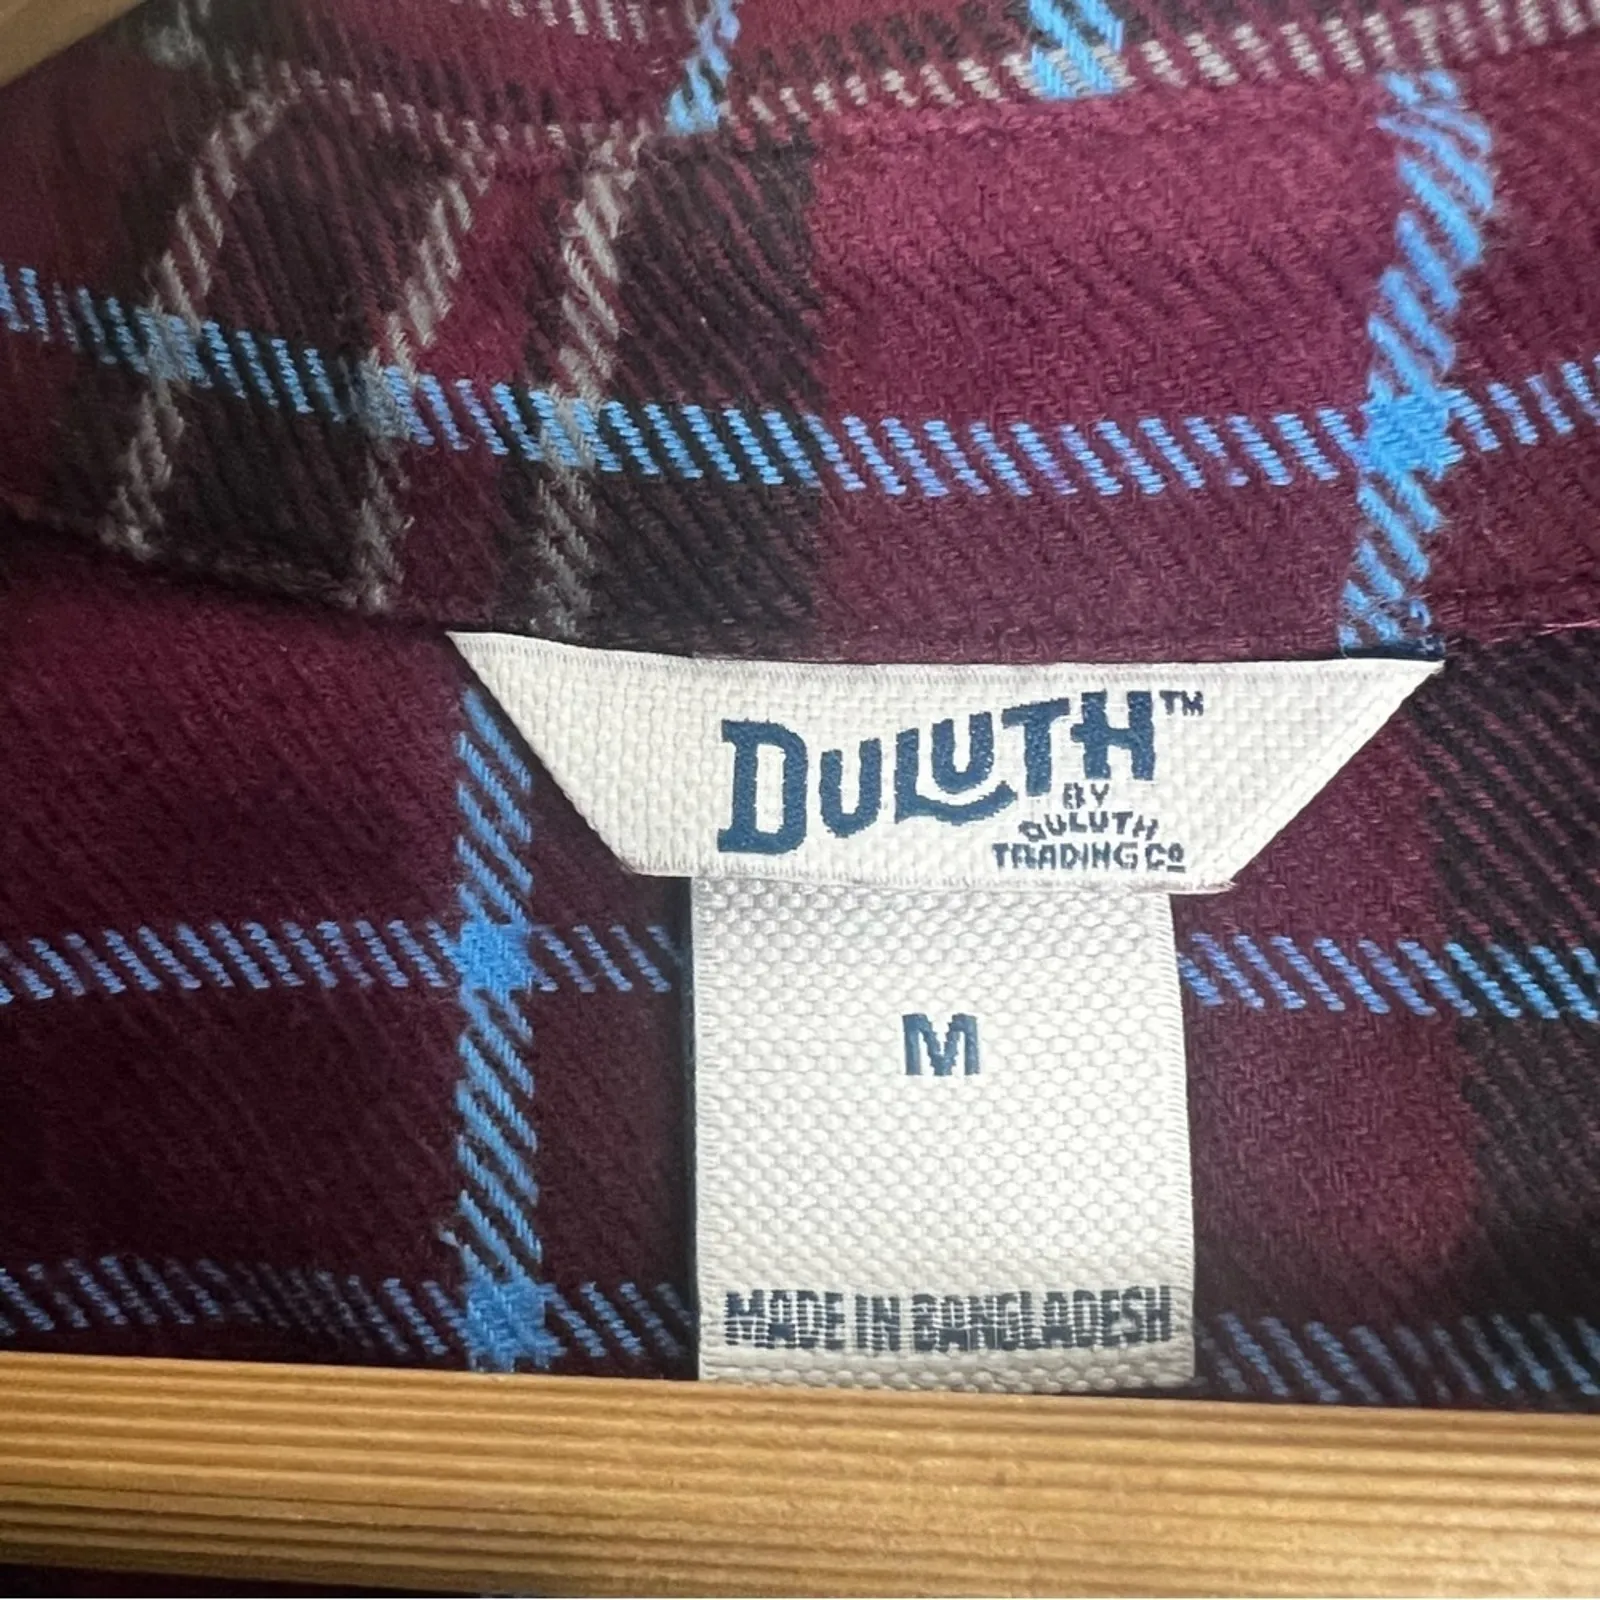 DULUTH™
BY
DULUTH
TRADING Co
M
MADE IN BANGLADESH